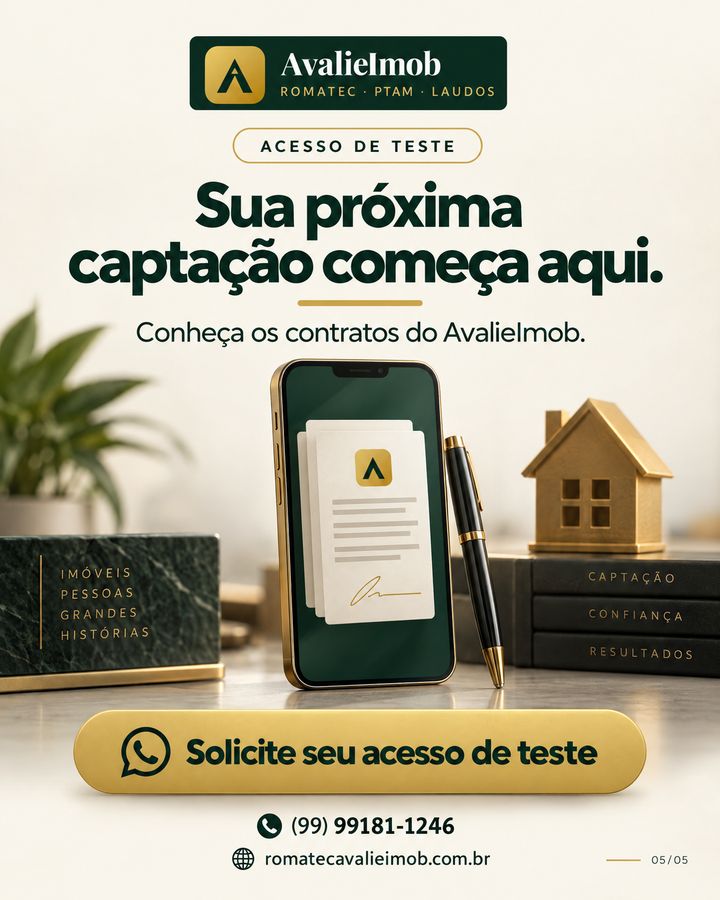 AvalieImob
ROMATEC · PTAM · LAUDOS
ACESSO DE TESTE
Sua próxima
captação começa aqui.
Conheça os contratos do AvalieImob.
IMÓVEIS
PESSOAS
GRANDES
HISTÓRIAS
CAPTAÇÃO
CONFIANÇA
RESULTADOS
Solicite seu acesso de teste
(99) 99181-1246
romatecavalieimob.com.br
05/05